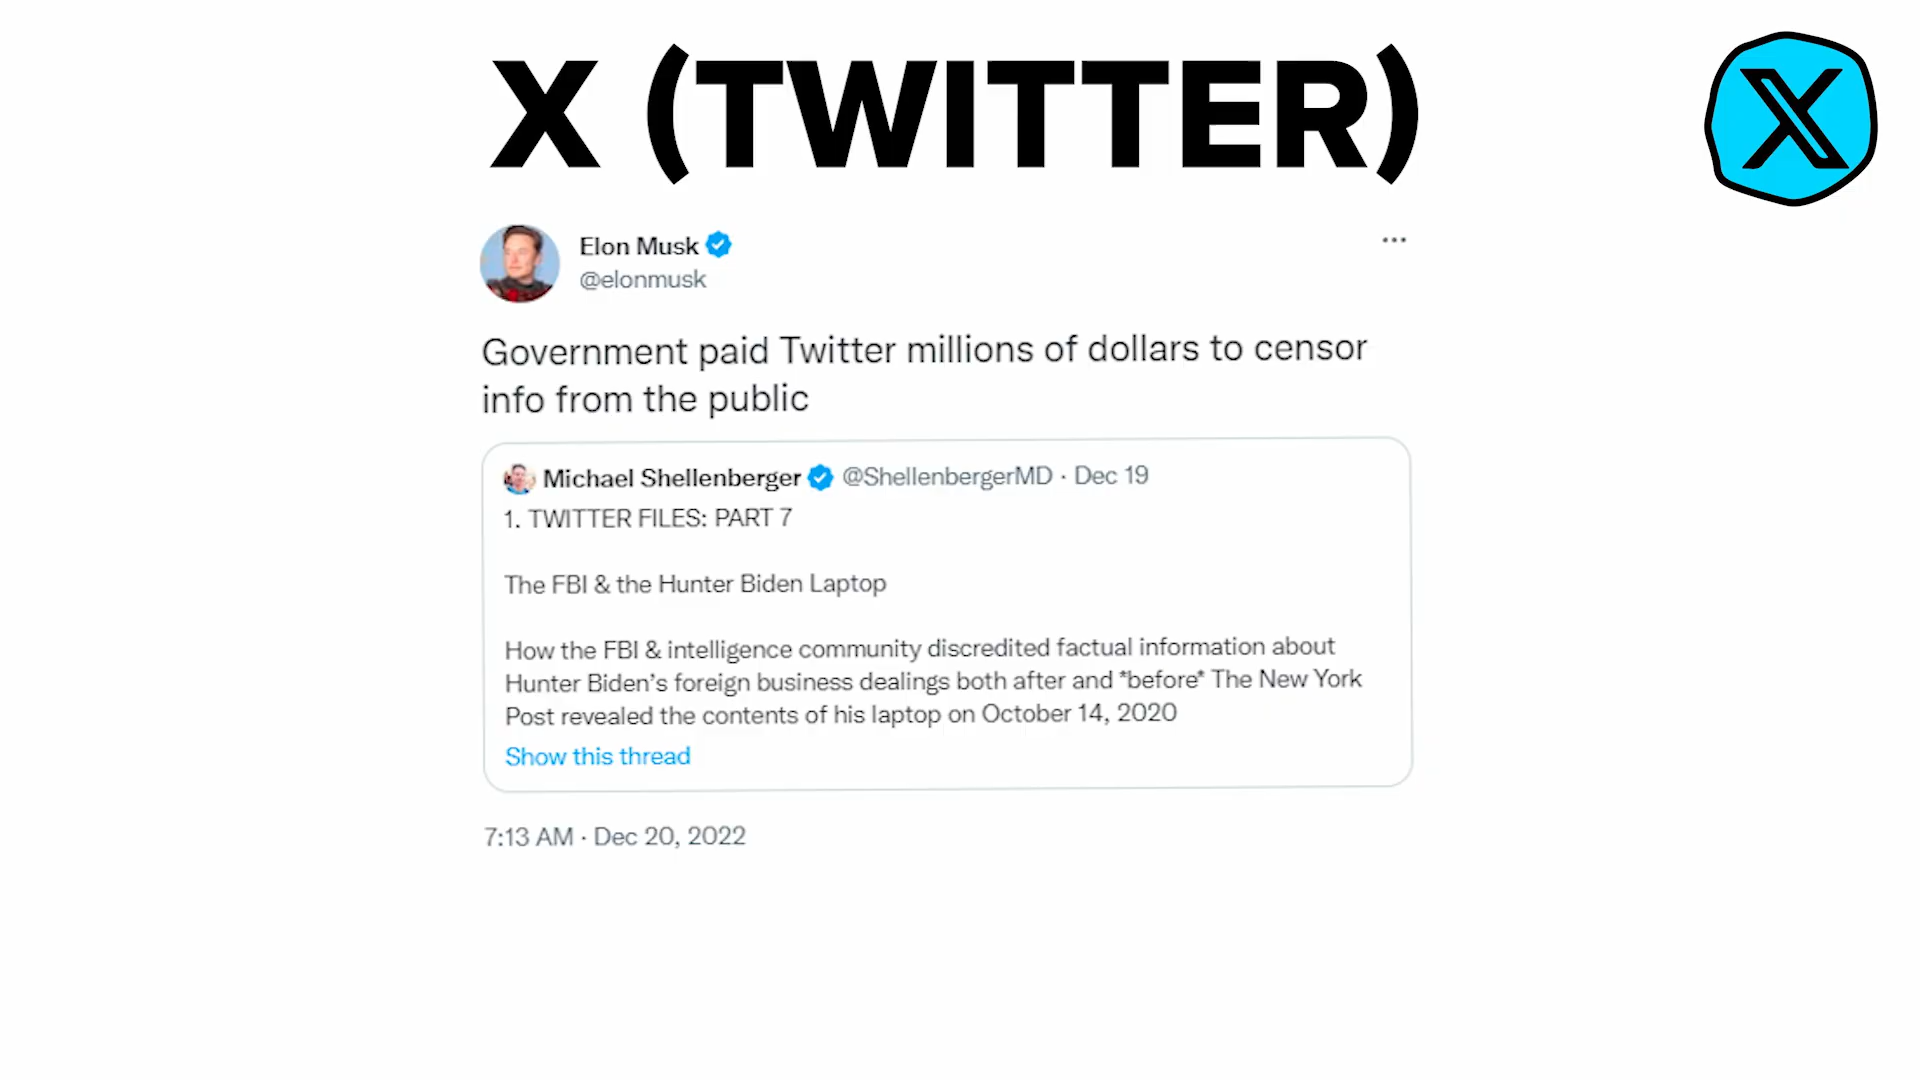 X (TWITTER)
Elon Musk
@elonmusk
Government paid Twitter millions of dollars to censor
info from the public
Michael Shellenberger @ShellenbergerMD · Dec 19
1. TWITTER FILES: PART 7
The FBI & the Hunter Biden Laptop
How the FBI & intelligence community discredited factual information about
Hunter Biden's foreign business dealings both after and *before* The New York
Post revealed the contents of his laptop on October 14, 2020
Show this thread
7:13 AM · Dec 20, 2022